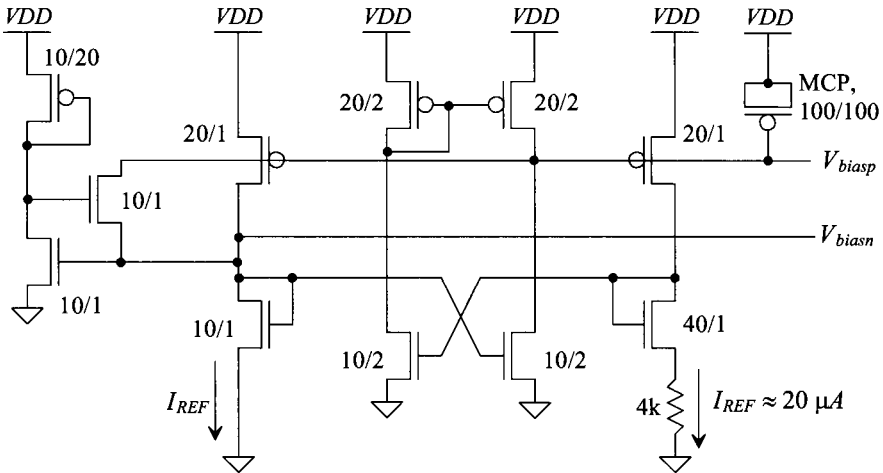 VDD
VDD
VDD
VDD
VDD
VDD
10/20
MCP,
100/100
20/1
20/2
20/2
20/1
V_biasp
10/1
V_biasn
10/1
10/1
10/2
10/2
40/1
I_REF
4k
I_REF ≈ 20 μA